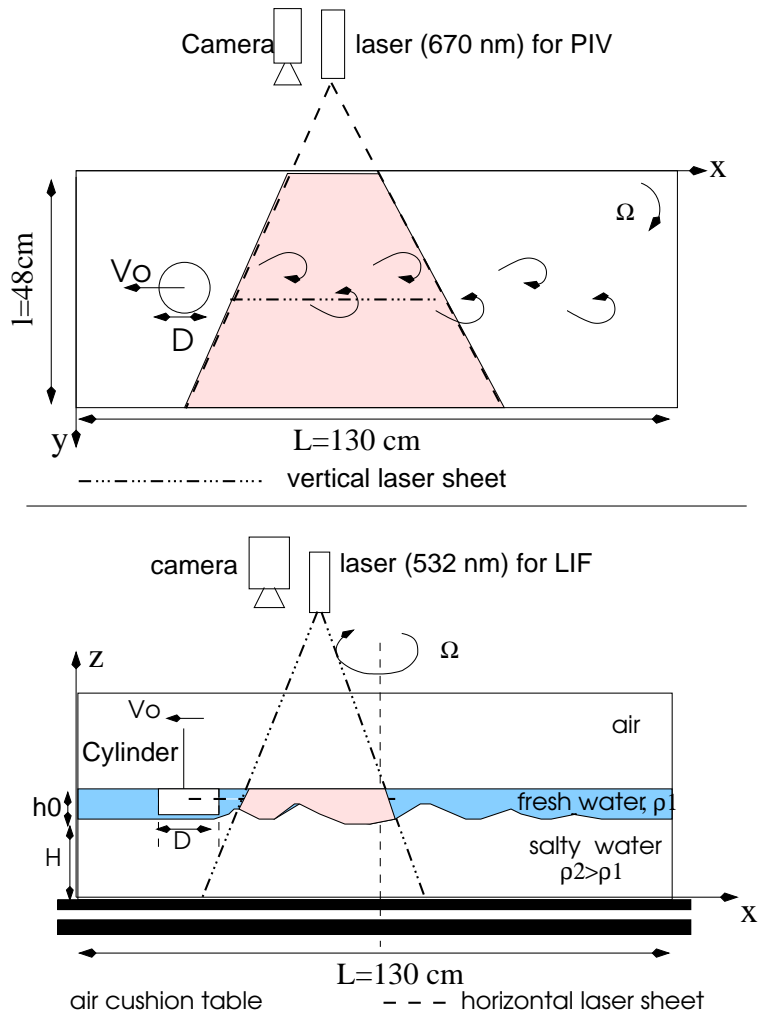 Camera
laser (670 nm) for PIV
x
Ω
Vo
D
l=48cm
L=130 cm
y
vertical laser sheet
camera
laser (532 nm) for LIF
Ω
z
Vo
air
Cylinder
h0
fresh water, ρ1
D
H
salty water
ρ2>ρ1
x
L=130 cm
air cushion table
horizontal laser sheet